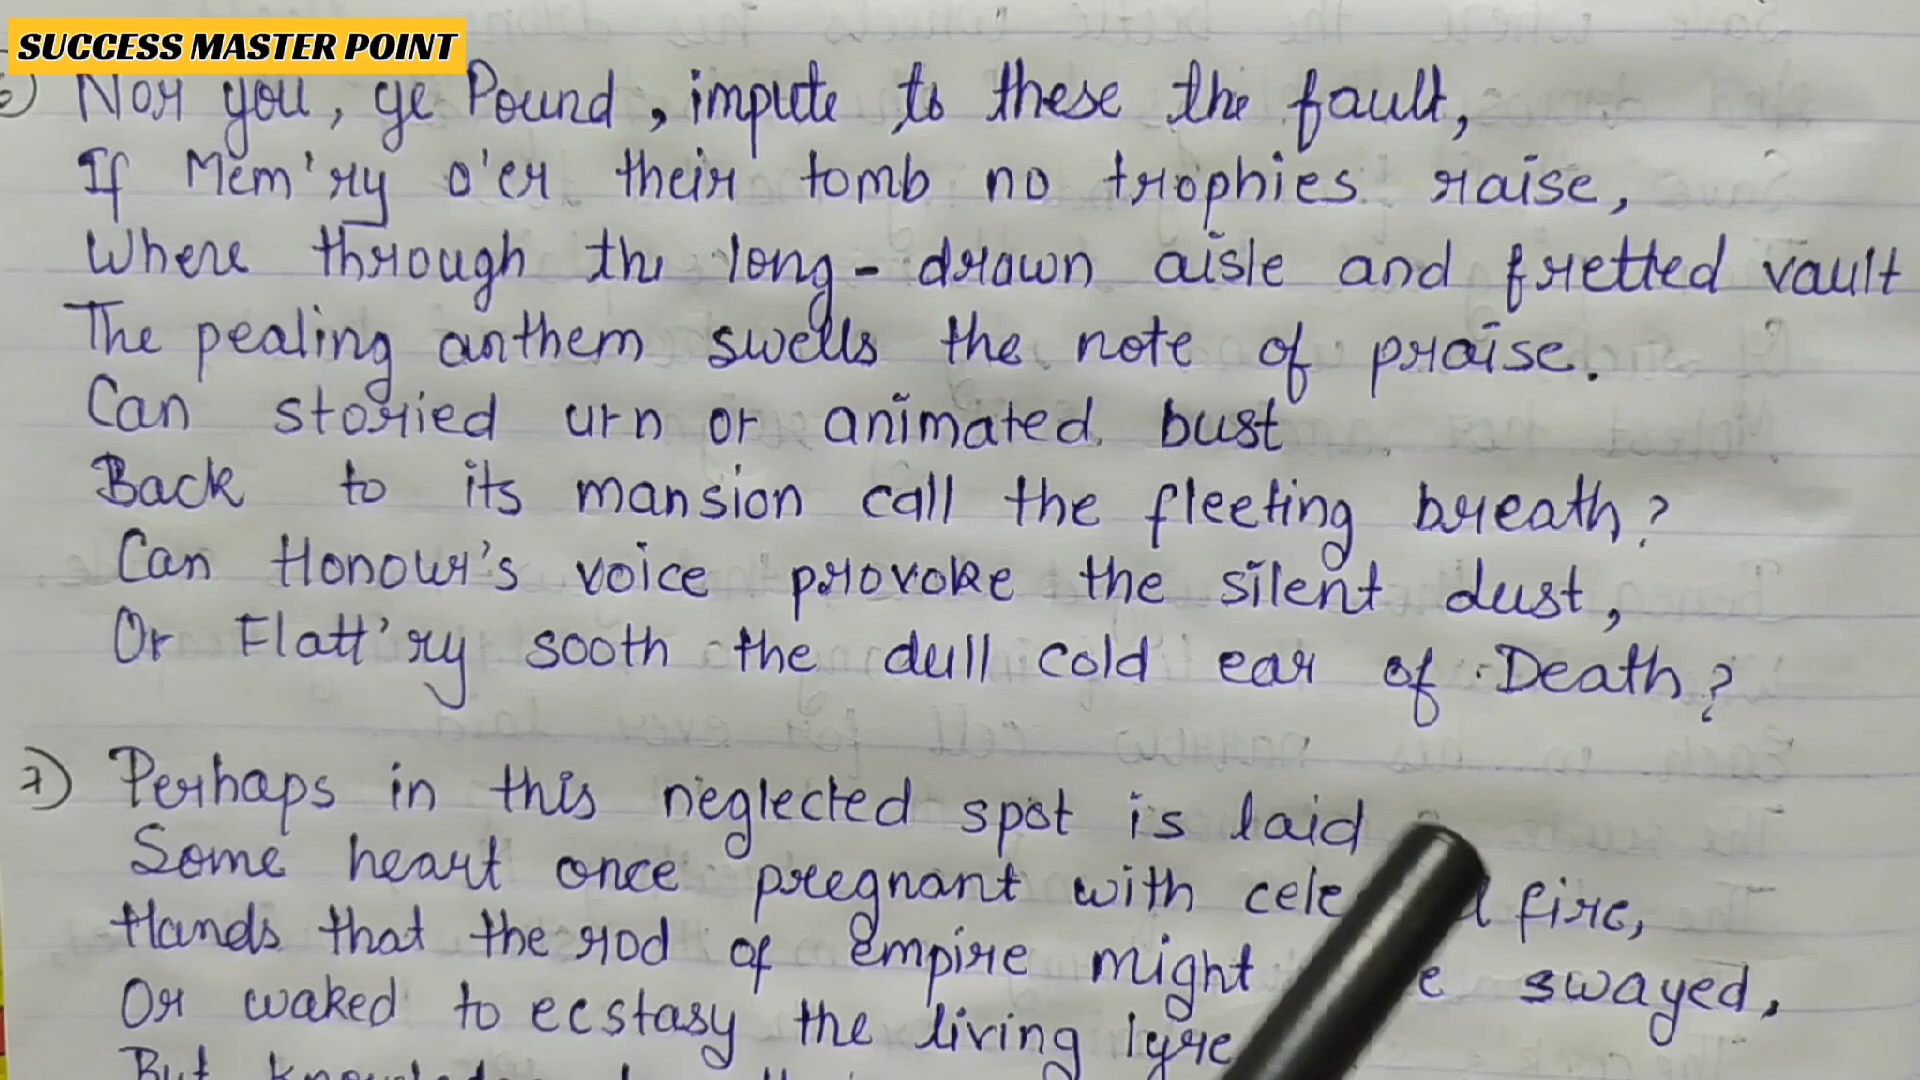 SUCCESS MASTER POINT
Nor you, ye Pound, impute to these the fault,
If Mem'ry o'er their tomb no trophies raise,
Where through the long-drawn aisle and fretted vault
The pealing anthem swells the note of praise.
Can storied urn or animated bust
Back to its mansion call the fleeting breath?
Can Honour's voice provoke the silent dust,
Or Flatt'ry sooth the dull cold ear of Death?
7) Perhaps in this neglected spot is laid
Some heart once pregnant with fire,
Hands that the rod of empire might swayed,
Or waked to ecstasy the living lyre
But